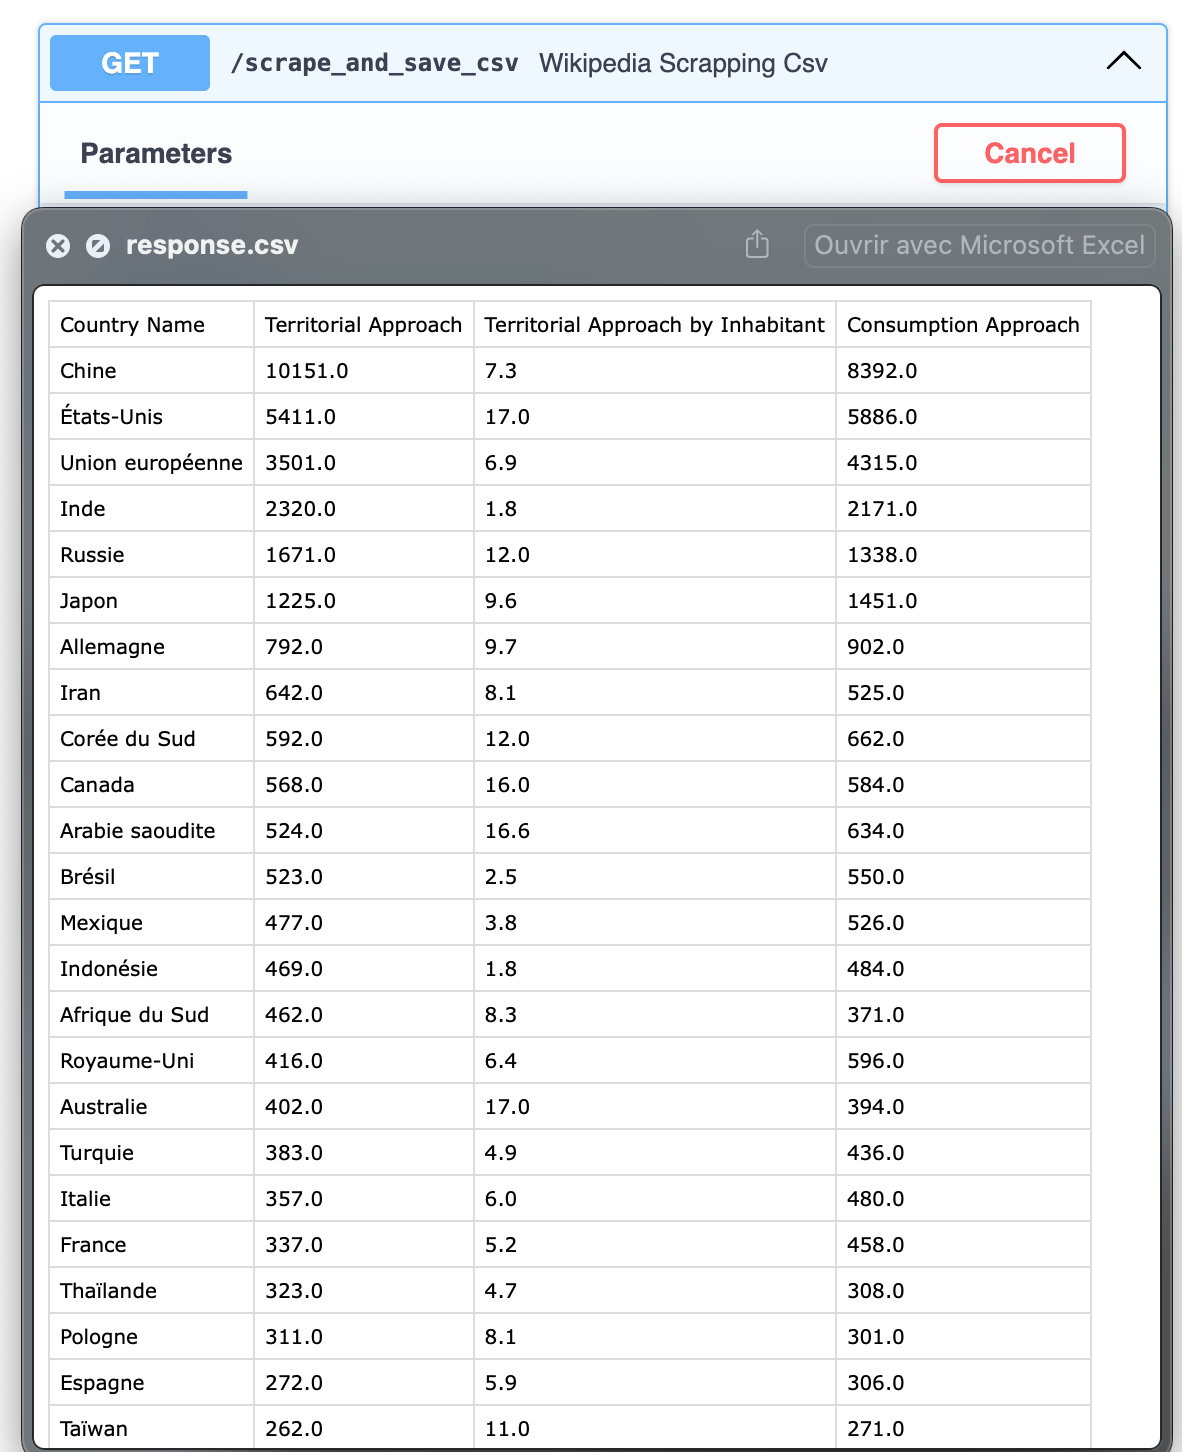 GET /scrape_and_save_csv Wikipedia Scrapping Csv
Parameters Cancel
response.csv Ouvrir avec Microsoft Excel
Country Name Territorial Approach Territorial Approach by Inhabitant Consumption Approach
Chine 10151.0 7.3 8392.0
États-Unis 5411.0 17.0 5886.0
Union européenne 3501.0 6.9 4315.0
Inde 2320.0 1.8 2171.0
Russie 1671.0 12.0 1338.0
Japon 1225.0 9.6 1451.0
Allemagne 792.0 9.7 902.0
Iran 642.0 8.1 525.0
Corée du Sud 592.0 12.0 662.0
Canada 568.0 16.0 584.0
Arabie saoudite 524.0 16.6 634.0
Brésil 523.0 2.5 550.0
Mexique 477.0 3.8 526.0
Indonésie 469.0 1.8 484.0
Afrique du Sud 462.0 8.3 371.0
Royaume-Uni 416.0 6.4 596.0
Australie 402.0 17.0 394.0
Turquie 383.0 4.9 436.0
Italie 357.0 6.0 480.0
France 337.0 5.2 458.0
Thaïlande 323.0 4.7 308.0
Pologne 311.0 8.1 301.0
Espagne 272.0 5.9 306.0
Taïwan 262.0 11.0 271.0